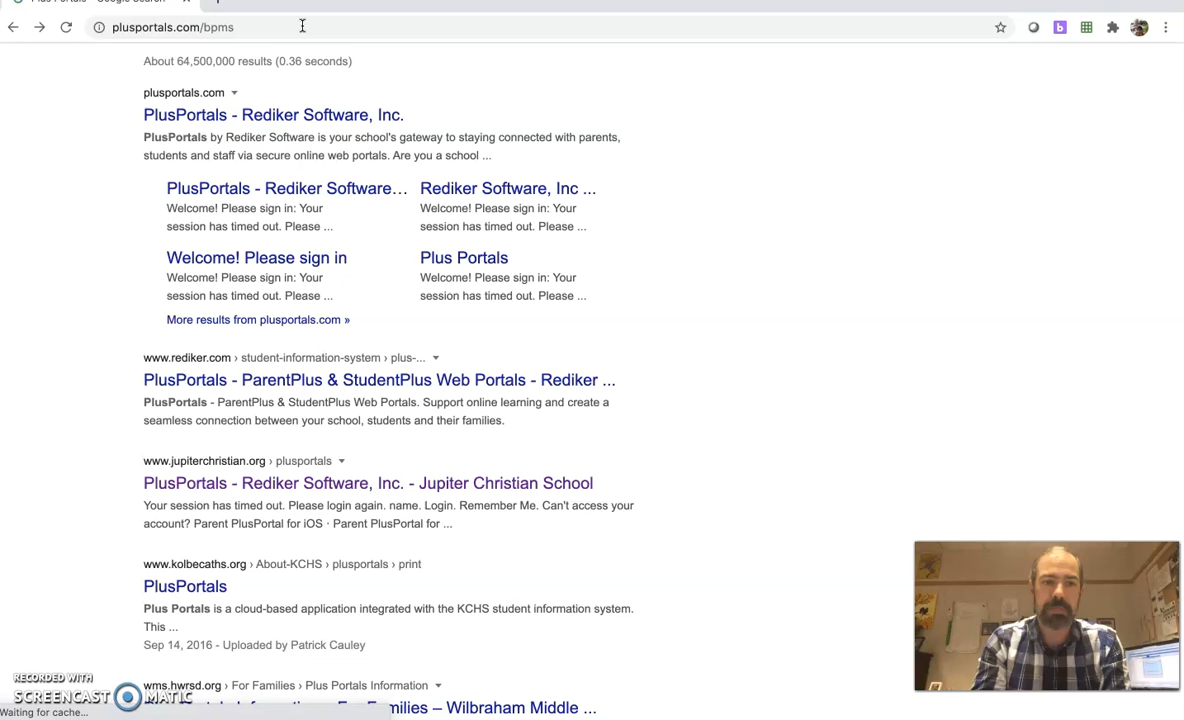 plusportals.com/bpms
About 64,500,000 results (0.36 seconds)
plusportals.com
PlusPortals - Rediker Software, Inc.
PlusPortals by Rediker Software is your school's gateway to staying connected with parents,
students and staff via secure online web portals. Are you a school ...
PlusPortals - Rediker Software...
Welcome! Please sign in: Your
session has timed out. Please ...
Rediker Software, Inc ...
Welcome! Please sign in: Your
session has timed out. Please ...
Welcome! Please sign in
Welcome! Please sign in: Your
session has timed out. Please ...
Plus Portals
Welcome! Please sign in: Your
session has timed out. Please ...
More results from plusportals.com »
www.rediker.com › student-information-system › plus-...
PlusPortals - ParentPlus & StudentPlus Web Portals - Rediker ...
PlusPortals - ParentPlus & StudentPlus Web Portals. Support online learning and create a
seamless connection between your school, students and their families.
www.jupiterchristian.org › plusportals
PlusPortals - Rediker Software, Inc. - Jupiter Christian School
Your session has timed out. Please login again. name. Login. Remember Me. Can't access your
account? Parent PlusPortal for iOS · Parent PlusPortal for ...
www.kolbecaths.org › About-KCHS › plusportals › print
PlusPortals
Plus Portals is a cloud-based application integrated with the KCHS student information system.
This ...
Sep 14, 2016 - Uploaded by Patrick Cauley
wms.hwrsd.org › For Families › Plus Portals Information
Families – Wilbraham Middle ...
RECORDED WITH
SCREENCAST MATIC
Waiting for cache...